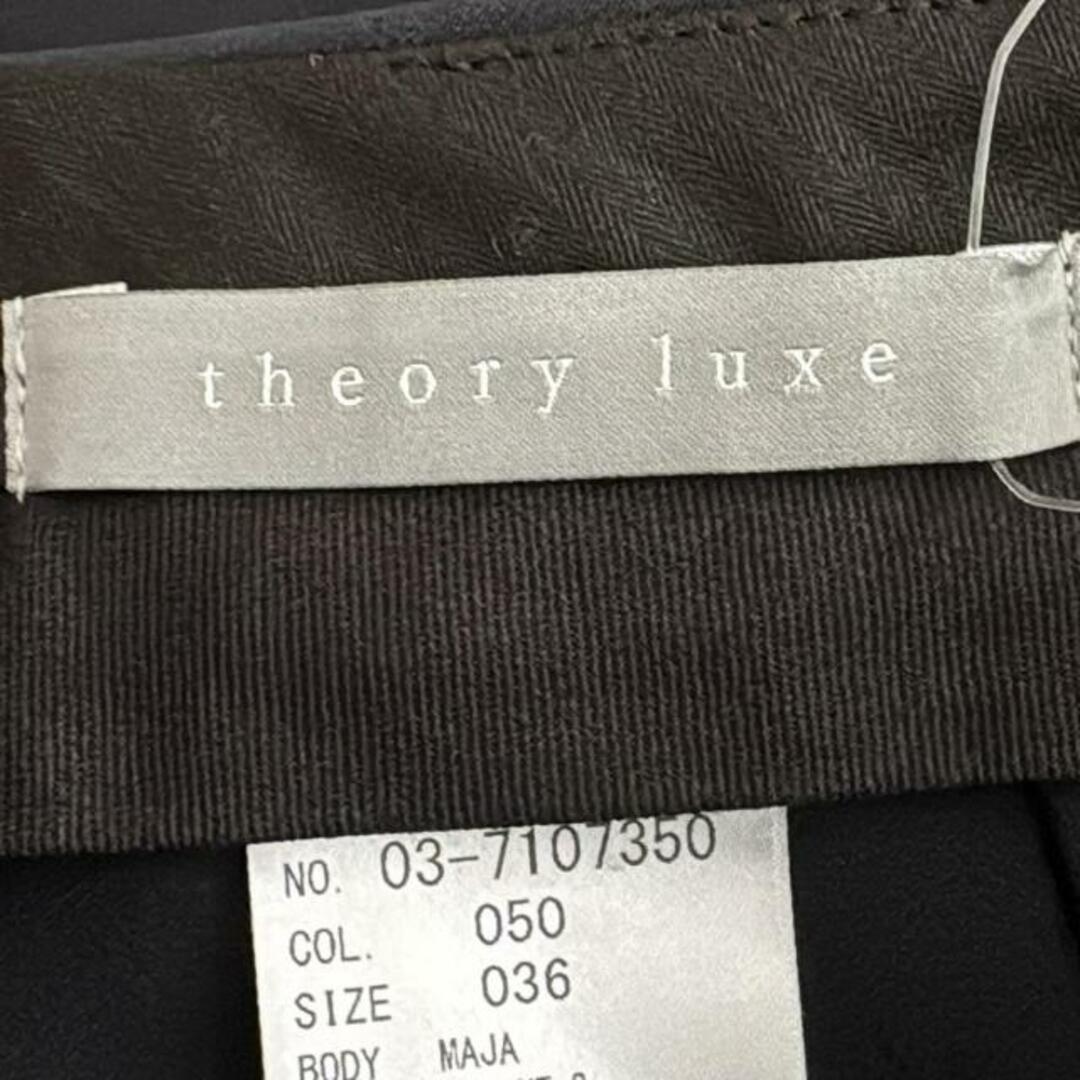 theory luxe
NO. 03-7107350
COL. 050
SIZE 036
BODY MAJA